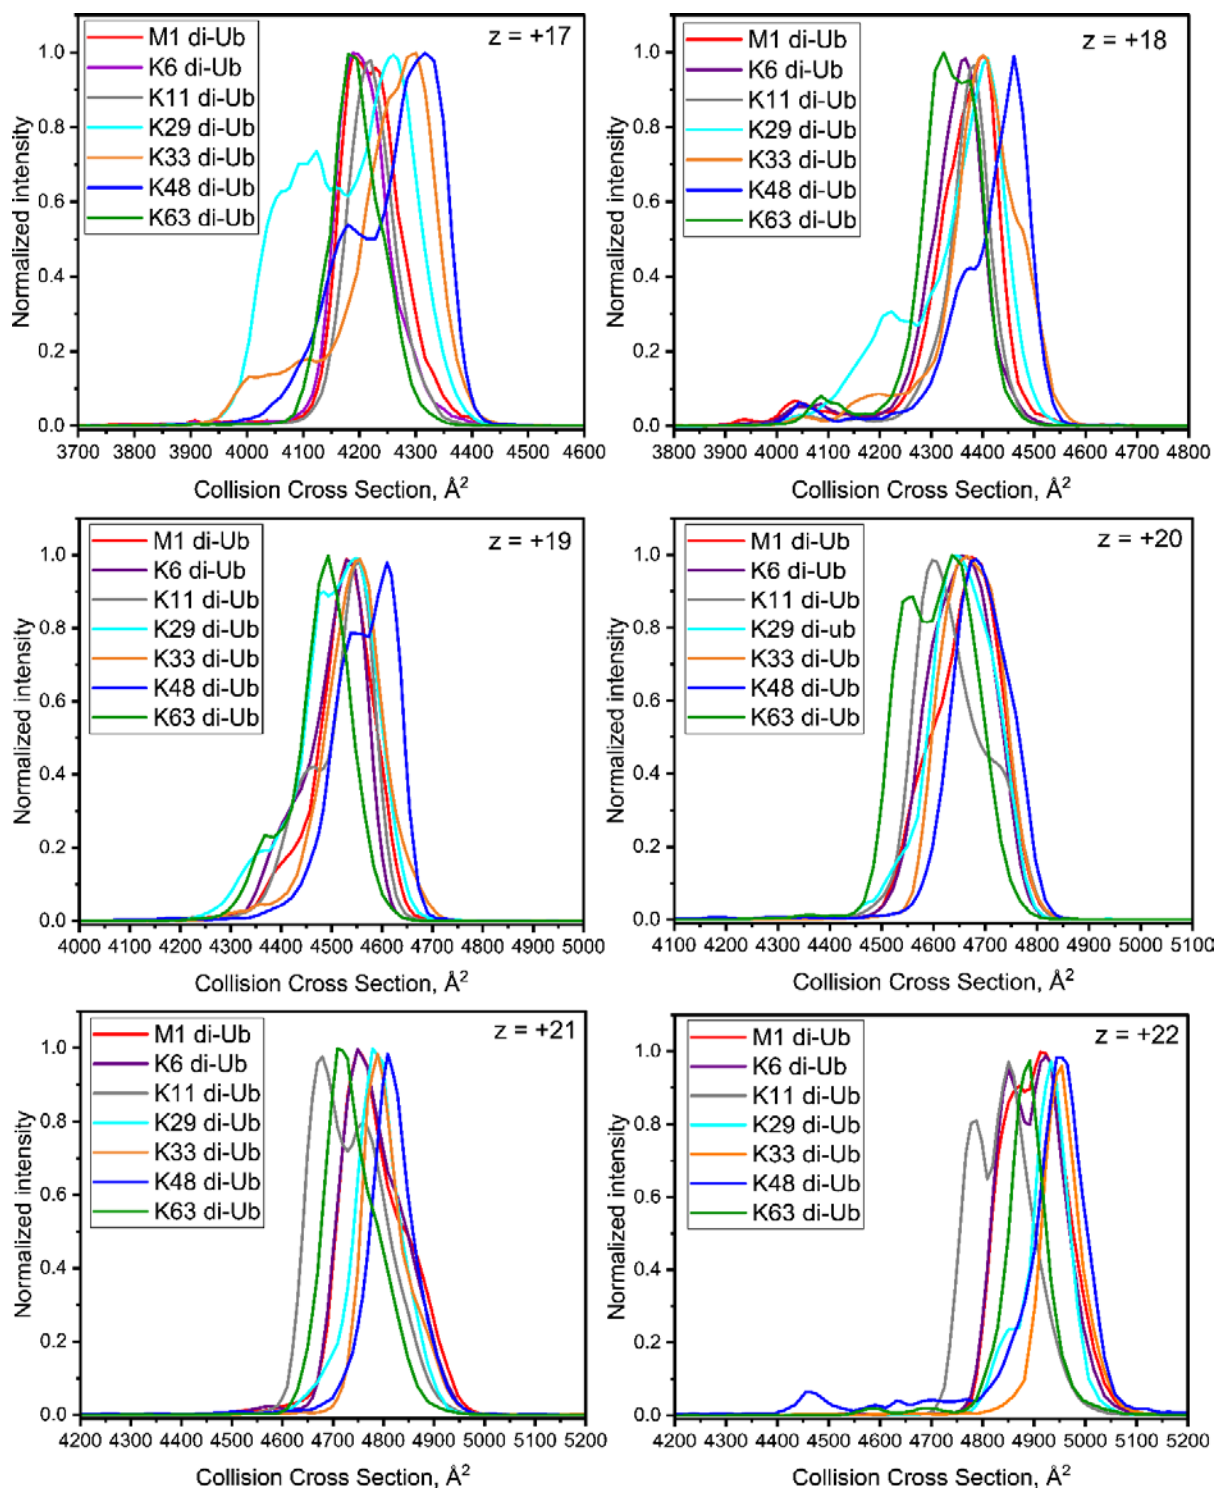 z = +17
M1 di-Ub
K6 di-Ub
K11 di-Ub
K29 di-Ub
K33 di-Ub
K48 di-Ub
K63 di-Ub
Normalized intensity
1.0
0.8
0.6
0.4
0.2
0.0
3700 3800 3900 4000 4100 4200 4300 4400 4500 4600
Collision Cross Section, Å²
z = +18
M1 di-Ub
K6 di-Ub
K11 di-Ub
K29 di-Ub
K33 di-Ub
K48 di-Ub
K63 di-Ub
Normalized intensity
1.0
0.8
0.6
0.4
0.2
0.0
3800 3900 4000 4100 4200 4300 4400 4500 4600 4700 4800
Collision Cross Section, Å²
z = +19
M1 di-Ub
K6 di-Ub
K11 di-Ub
K29 di-Ub
K33 di-Ub
K48 di-Ub
K63 di-Ub
Normalized intensity
1.0
0.8
0.6
0.4
0.2
0.0
4000 4100 4200 4300 4400 4500 4600 4700 4800 4900 5000
Collision Cross Section, Å²
z = +20
M1 di-Ub
K6 di-Ub
K11 di-Ub
K29 di-ub
K33 di-Ub
K48 di-Ub
K63 di-Ub
Normalized intensity
1.0
0.8
0.6
0.4
0.2
0.0
4100 4200 4300 4400 4500 4600 4700 4800 4900 5000 5100
Collision Cross Section, Å²
z = +21
M1 di-Ub
K6 di-Ub
K11 di-Ub
K29 di-Ub
K33 di-Ub
K48 di-Ub
K63 di-Ub
Normalized intensity
1.0
0.8
0.6
0.4
0.2
0.0
4200 4300 4400 4500 4600 4700 4800 4900 5000 5100 5200
Collision Cross Section, Å²
z = +22
M1 di-Ub
K6 di-Ub
K11 di-Ub
K29 di-Ub
K33 di-Ub
K48 di-Ub
K63 di-Ub
Normalized intensity
1.0
0.8
0.6
0.4
0.2
0.0
4200 4300 4400 4500 4600 4700 4800 4900 5000 5100 5200
Collision Cross Section, Å²